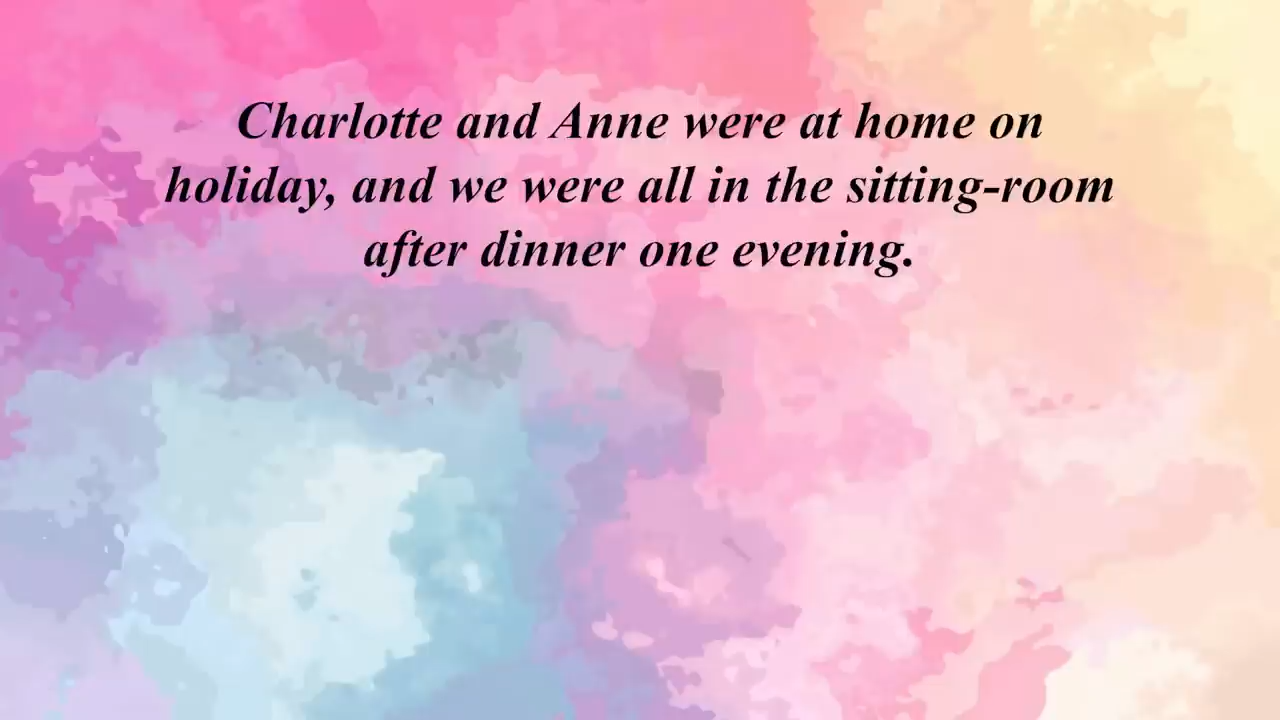 Charlotte and Anne were at home on
holiday, and we were all in the sitting-room
after dinner one evening.